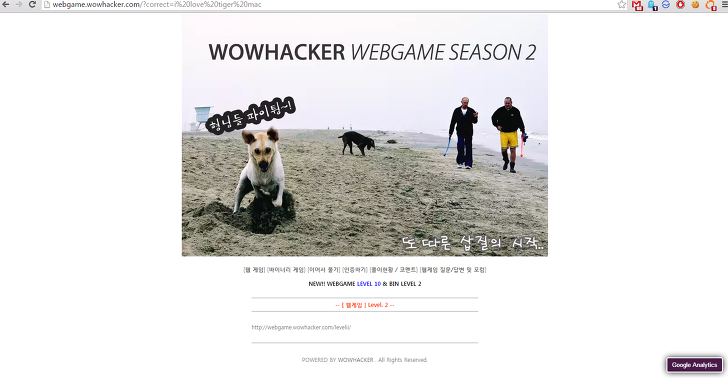 webgame.wowhacker.com/?correct=i%20love%20tiger%20mac
WOWHACKER WEBGAME SEASON 2
형님들 파이팅~!
또 다른 삽질의 시작..
[웹 게임] [바이너리 게임] [이어서 풀기] [인증하기] [풀이현황 / 코멘트] [웹게임 질문/답변 및 포럼]
NEW!! WEBGAME LEVEL 10 & BIN LEVEL 2
-- [ 웹게임 ] Level. 2 --
http://webgame.wowhacker.com/leveli/
POWERED BY WOWHACKER . All Rights Reserved.
Google Analytics